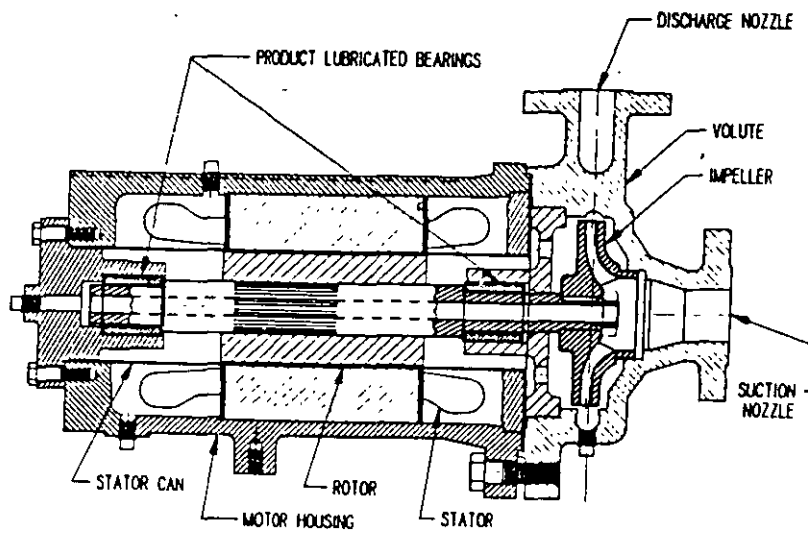 DISCHARGE NOZZLE
PRODUCT LUBRICATED BEARINGS
VOLUTE
IMPELLER
SUCTION
NOZZLE
STATOR CAN
ROTOR
MOTOR HOUSING
STATOR